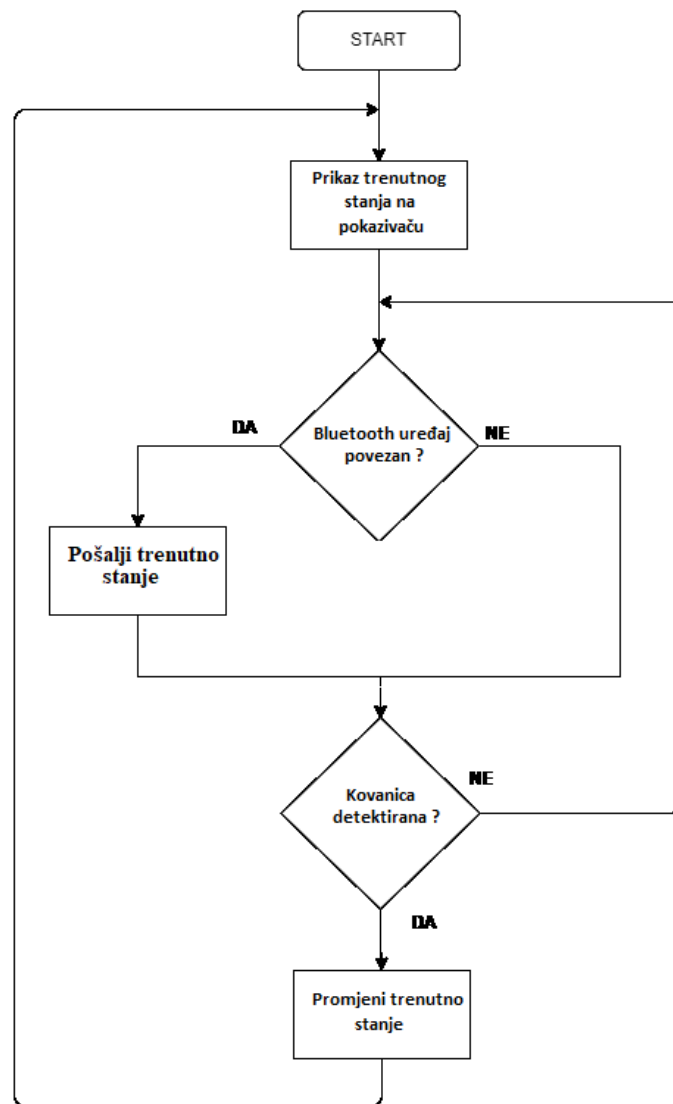 START
Prikaz trenutnog
stanja na
pokazivaču
DA
Bluetooth uređaj
povezan ?
NE
Pošalji trenutno
stanje
Kovanica
detektirana ?
NE
DA
Promjeni trenutno
stanje